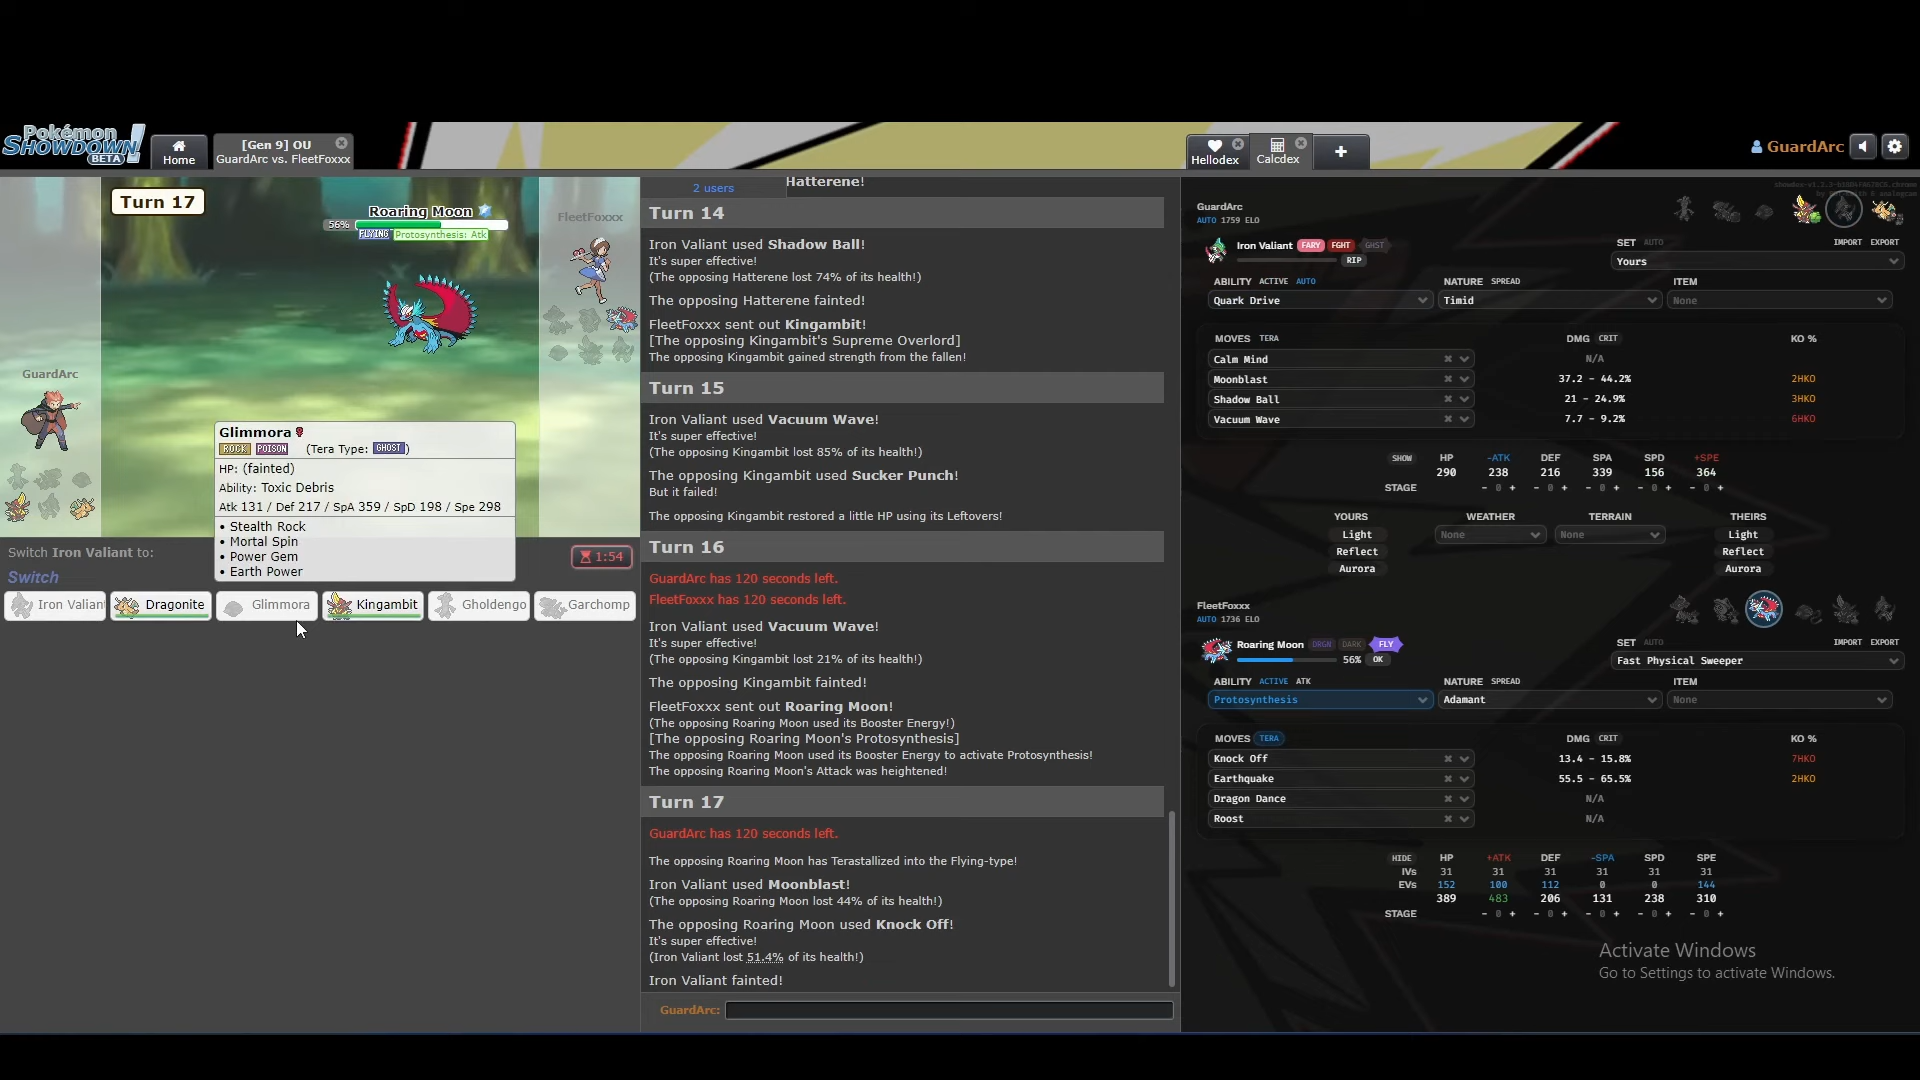 Pokémon
SHOWDOWN!
BETA
Home
[Gen 9] OU
GuardArc vs. FleetFoxxx
Hellodex
Calcdex
GuardArc
Turn 17
Roaring Moon
56%
FLYING
Protosynthesis: Atk
FleetFoxxx
GuardArc
Glimmora
ROCK POISON (Tera Type: GHOST)
HP: (fainted)
Ability: Toxic Debris
Atk 131 / Def 217 / SpA 359 / SpD 198 / Spe 298
• Stealth Rock
• Mortal Spin
• Power Gem
• Earth Power
Switch Iron Valiant to:
1:54
Switch
Iron Valiant
Dragonite
Glimmora
Kingambit
Gholdengo
Garchomp
2 users
Hatterene!
Turn 14
Iron Valiant used Shadow Ball!
It's super effective!
(The opposing Hatterene lost 74% of its health!)
The opposing Hatterene fainted!
FleetFoxxx sent out Kingambit!
[The opposing Kingambit's Supreme Overlord]
The opposing Kingambit gained strength from the fallen!
Turn 15
Iron Valiant used Vacuum Wave!
It's super effective!
(The opposing Kingambit lost 85% of its health!)
The opposing Kingambit used Sucker Punch!
But it failed!
The opposing Kingambit restored a little HP using its Leftovers!
Turn 16
GuardArc has 120 seconds left.
FleetFoxxx has 120 seconds left.
Iron Valiant used Vacuum Wave!
It's super effective!
(The opposing Kingambit lost 21% of its health!)
The opposing Kingambit fainted!
FleetFoxxx sent out Roaring Moon!
(The opposing Roaring Moon used its Booster Energy!)
[The opposing Roaring Moon's Protosynthesis]
The opposing Roaring Moon used its Booster Energy to activate Protosynthesis!
The opposing Roaring Moon's Attack was heightened!
Turn 17
GuardArc has 120 seconds left.
The opposing Roaring Moon has Terastallized into the Flying-type!
Iron Valiant used Moonblast!
(The opposing Roaring Moon lost 44% of its health!)
The opposing Roaring Moon used Knock Off!
It's super effective!
(Iron Valiant lost 51.4% of its health!)
Iron Valiant fainted!
GuardArc:
GuardArc
AUTO 1759 ELO
Iron Valiant FARY FGHT GHST
RIP
SET AUTO IMPORT EXPORT
Yours
ABILITY ACTIVE AUTO NATURE SPREAD ITEM
Quark Drive Timid None
MOVES TERA DMG CRIT KO %
Calm Mind N/A
Moonblast 37.2 - 44.2% 2HKO
Shadow Ball 21 - 24.9% 3HKO
Vacuum Wave 7.7 - 9.2% 6HKO
SHOW HP -ATK DEF SPA SPD +SPE
290 238 216 339 156 364
STAGE - 0 + - 0 + - 0 + - 0 + - 0 +
YOURS WEATHER TERRAIN THEIRS
Light None None Light
Reflect Reflect
Aurora Aurora
FleetFoxxx
AUTO 1736 ELO
Roaring Moon DRGN DARK FLY
56% OK
SET AUTO IMPORT EXPORT
Fast Physical Sweeper
ABILITY ACTIVE ATK NATURE SPREAD ITEM
Protosynthesis Adamant None
MOVES TERA DMG CRIT KO %
Knock Off 13.4 - 15.8% 7HKO
Earthquake 55.5 - 65.5% 2HKO
Dragon Dance N/A
Roost N/A
HIDE HP +ATK DEF -SPA SPD SPE
IVs 31 31 31 31 31 31
EVs 152 100 112 0 0 144
389 483 206 131 238 310
STAGE - 0 + - 0 + - 0 + - 0 + - 0 +
Activate Windows
Go to Settings to activate Windows.